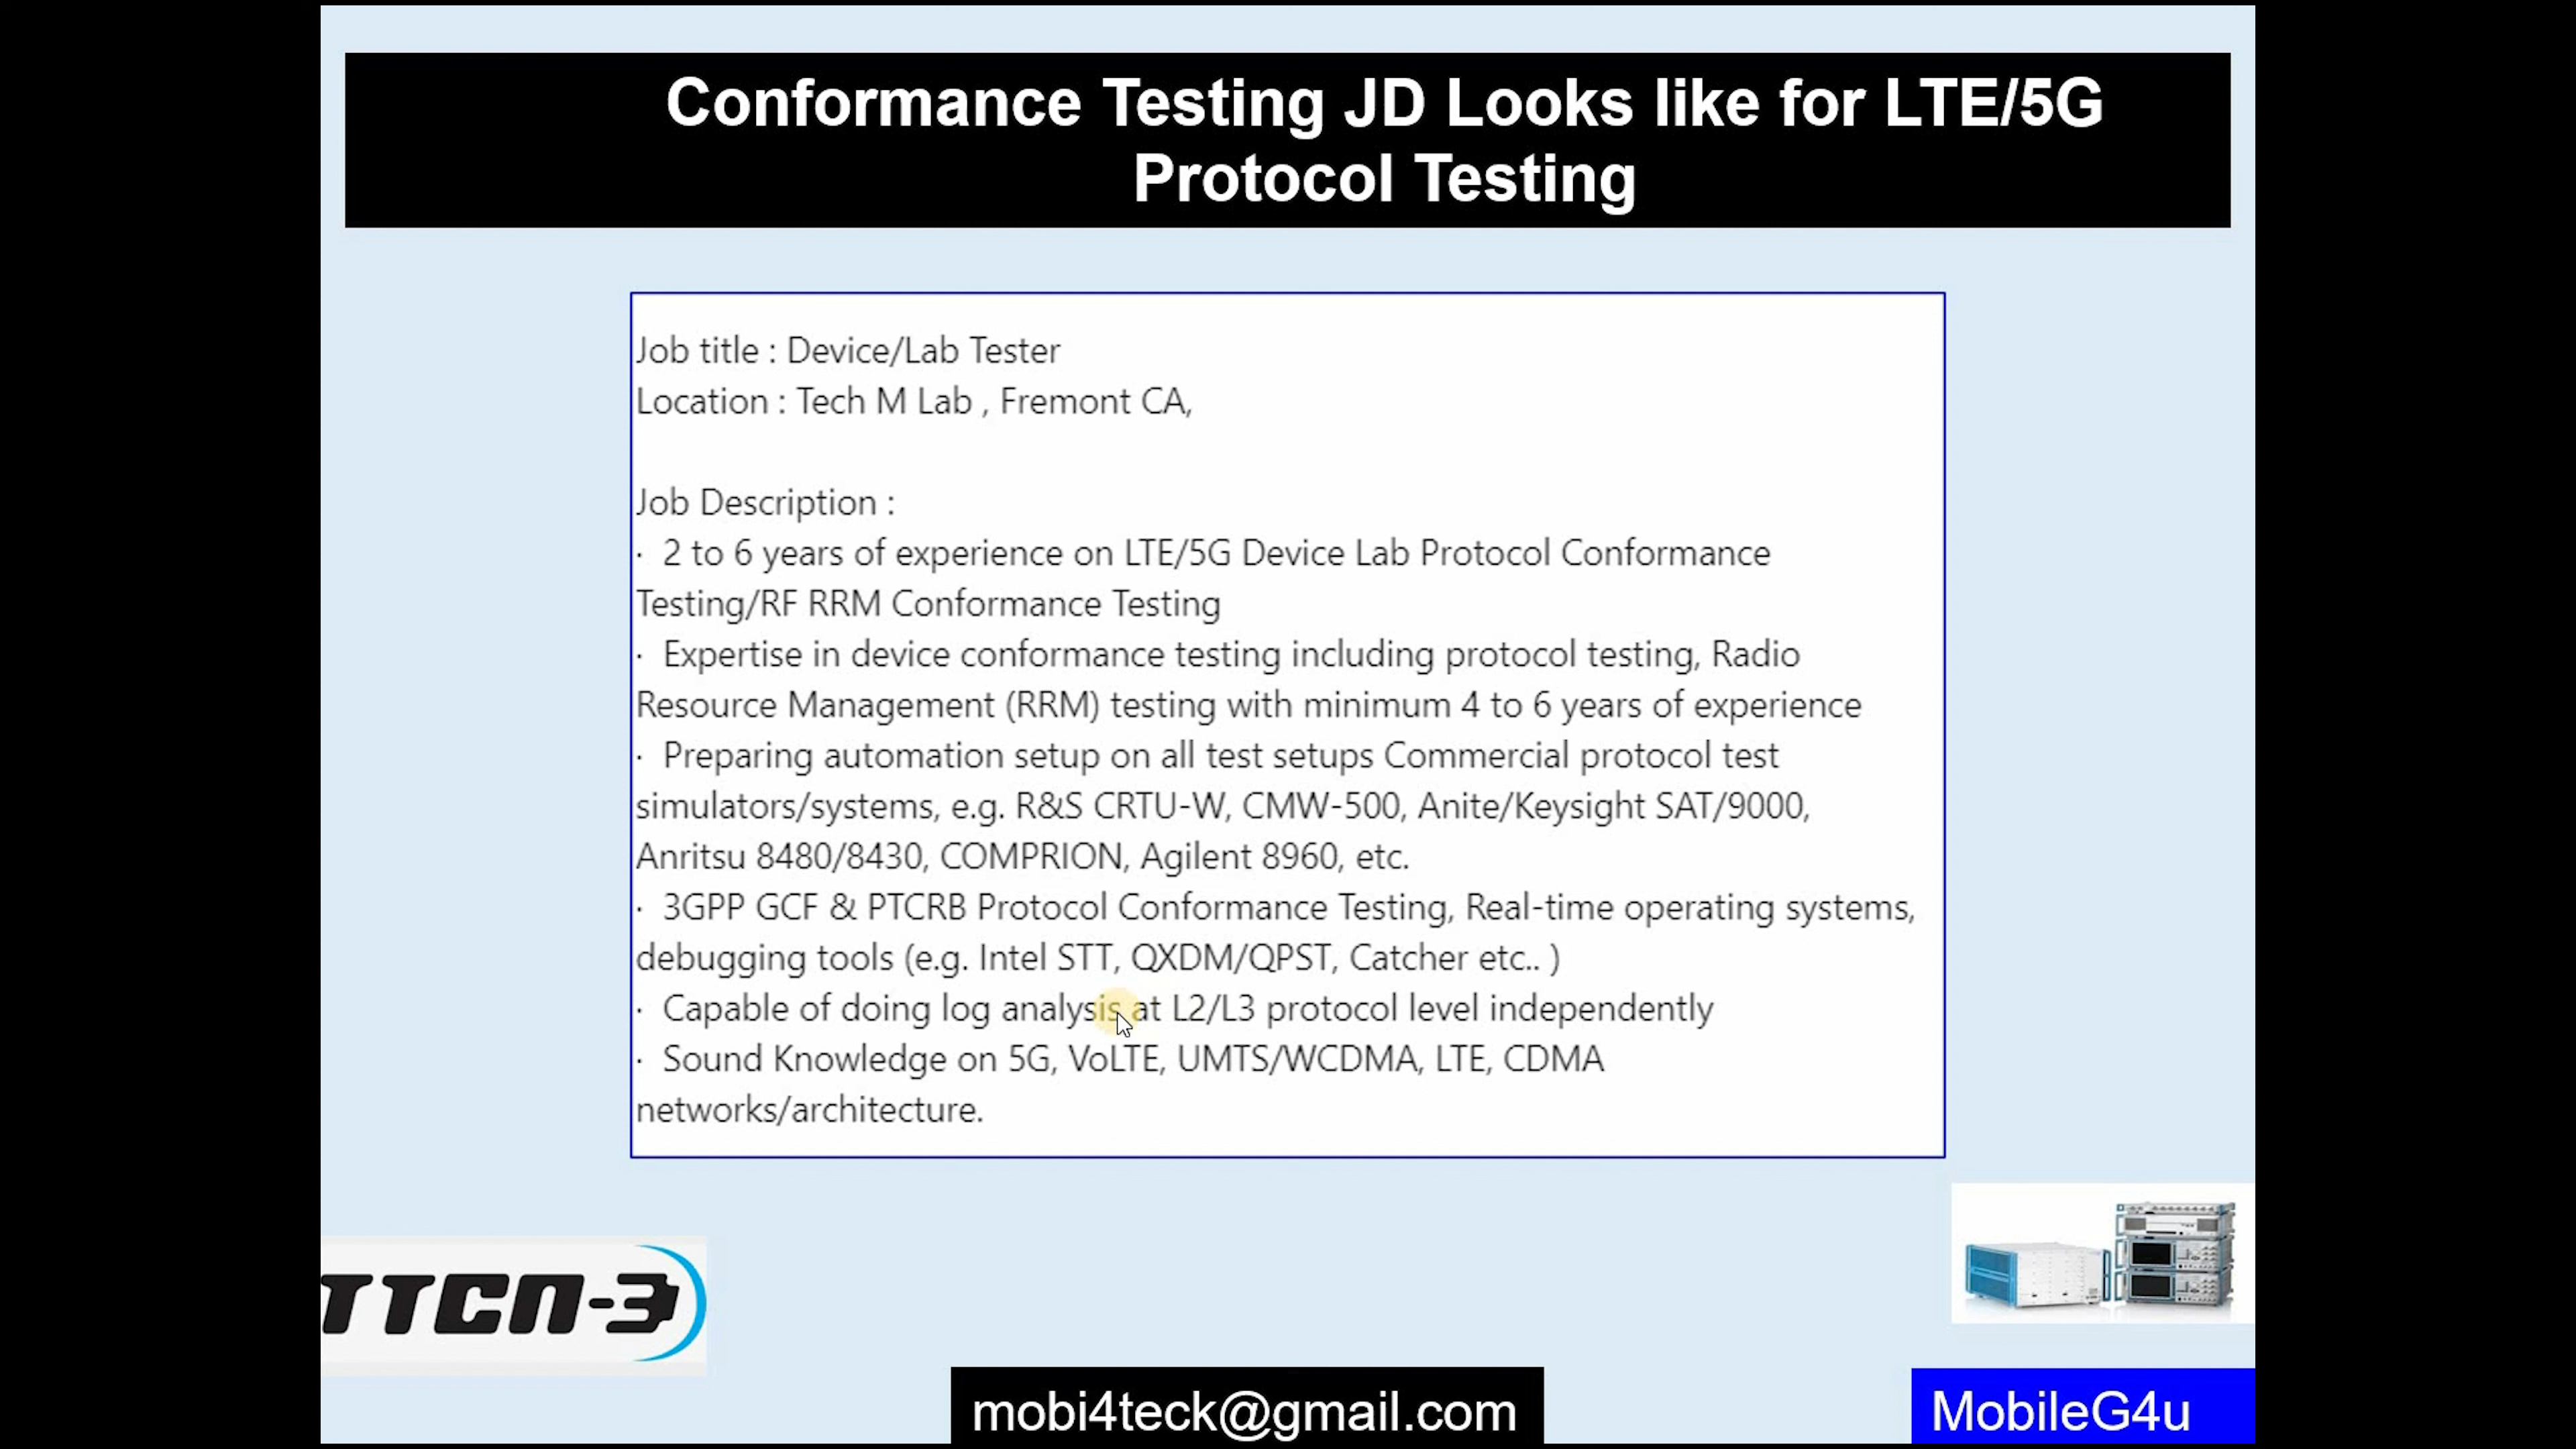 Conformance Testing JD Looks like for LTE/5G
Protocol Testing
Job title : Device/Lab Tester
Location : Tech M Lab , Fremont CA,
Job Description :
· 2 to 6 years of experience on LTE/5G Device Lab Protocol Conformance
Testing/RF RRM Conformance Testing
· Expertise in device conformance testing including protocol testing, Radio
Resource Management (RRM) testing with minimum 4 to 6 years of experience
· Preparing automation setup on all test setups Commercial protocol test
simulators/systems, e.g. R&S CRTU-W, CMW-500, Anite/Keysight SAT/9000,
Anritsu 8480/8430, COMPRION, Agilent 8960, etc.
· 3GPP GCF & PTCRB Protocol Conformance Testing, Real-time operating systems,
debugging tools (e.g. Intel STT, QXDM/QPST, Catcher etc.. )
· Capable of doing log analysis at L2/L3 protocol level independently
· Sound Knowledge on 5G, VoLTE, UMTS/WCDMA, LTE, CDMA
networks/architecture.
TTCN-3
mobi4teck@gmail.com
MobileG4u